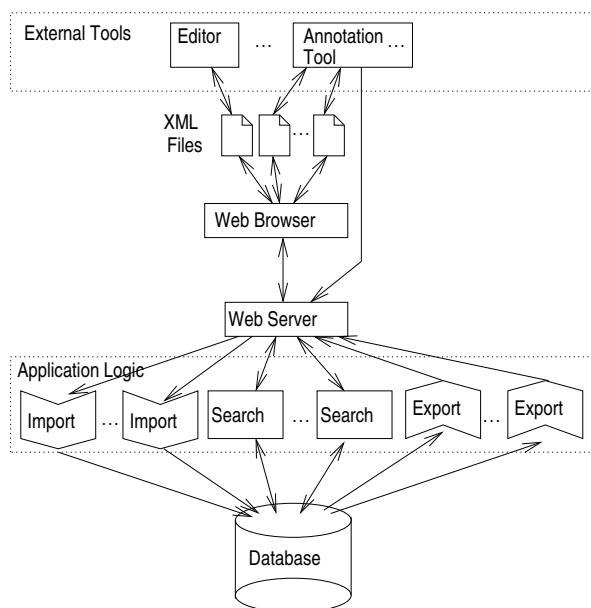 External Tools
Editor
...
Annotation ...
Tool
XML
Files
...
Web Browser
Web Server
Application Logic
Import
...
Import
Search
...
Search
Export
...
Export
Database